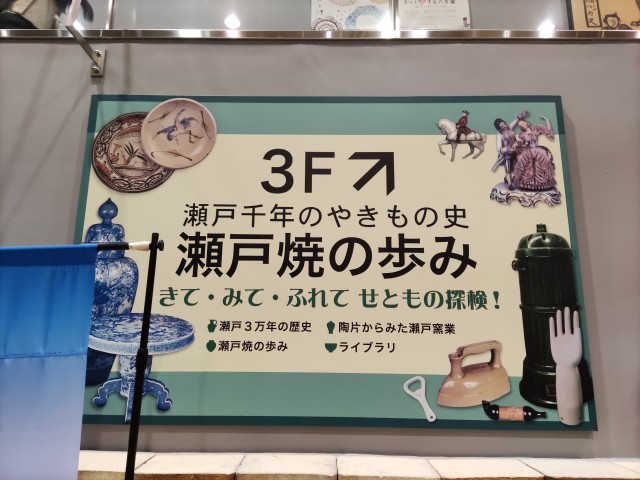 3F
瀬戸千年のやきもの史
瀬戸焼の歩み
きて・みて・ふれて せともの探検!
瀬戸3万年の歴史
陶片からみた瀬戸窯業
瀬戸焼の歩み
ライブラリ